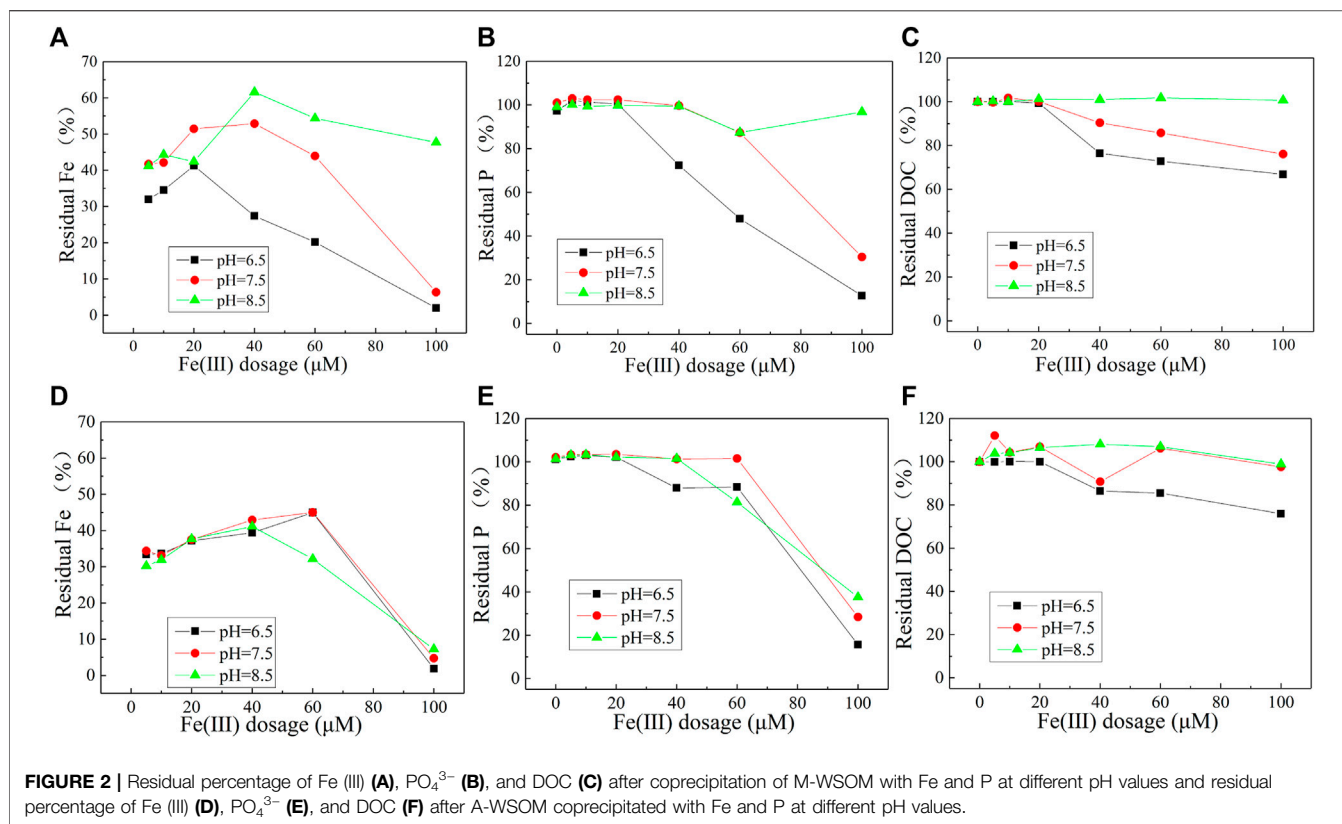 A
Residual Fe (%)
70
60
50
40
30
20
10
0
pH=6.5
pH=7.5
pH=8.5
0 20 40 60 80 100
Fe(III) dosage (μM)
B
Residual P (%)
120
100
80
60
40
20
0
pH=6.5
pH=7.5
pH=8.5
0 20 40 60 80 100
Fe(III) dosage (μM)
C
Residual DOC (%)
120
100
80
60
40
20
0
pH=6.5
pH=7.5
pH=8.5
0 20 40 60 80 100
Fe(III) dosage (μM)
D
Residual Fe (%)
70
60
50
40
30
20
10
0
pH=6.5
pH=7.5
pH=8.5
0 20 40 60 80 100
Fe(III) dosage (μM)
E
Residual P (%)
120
100
80
60
40
20
0
pH=6.5
pH=7.5
pH=8.5
0 20 40 60 80 100
Fe(III) dosage (μM)
F
Residual DOC (%)
120
100
80
60
40
20
0
pH=6.5
pH=7.5
pH=8.5
0 20 40 60 80 100
Fe(III) dosage (μM)
FIGURE 2 | Residual percentage of Fe (III) (A), PO₄³⁻ (B), and DOC (C) after coprecipitation of M-WSOM with Fe and P at different pH values and residual
percentage of Fe (III) (D), PO₄³⁻ (E), and DOC (F) after A-WSOM coprecipitated with Fe and P at different pH values.